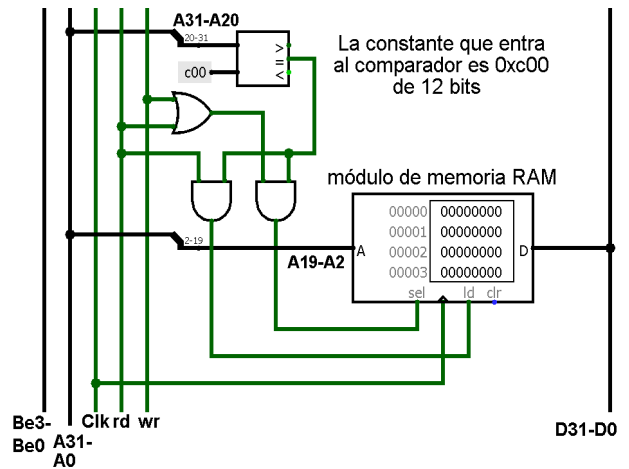 A31-A20
20-31
c00
>
=
<
La constante que entra
al comparador es 0xc00
de 12 bits
módulo de memoria RAM
00000 00000000
00001 00000000
00002 00000000
00003 00000000
A
D
sel
ld
clr
2-19
A19-A2
Be3-
Be0
A31-
A0
Clk
rd
wr
D31-D0